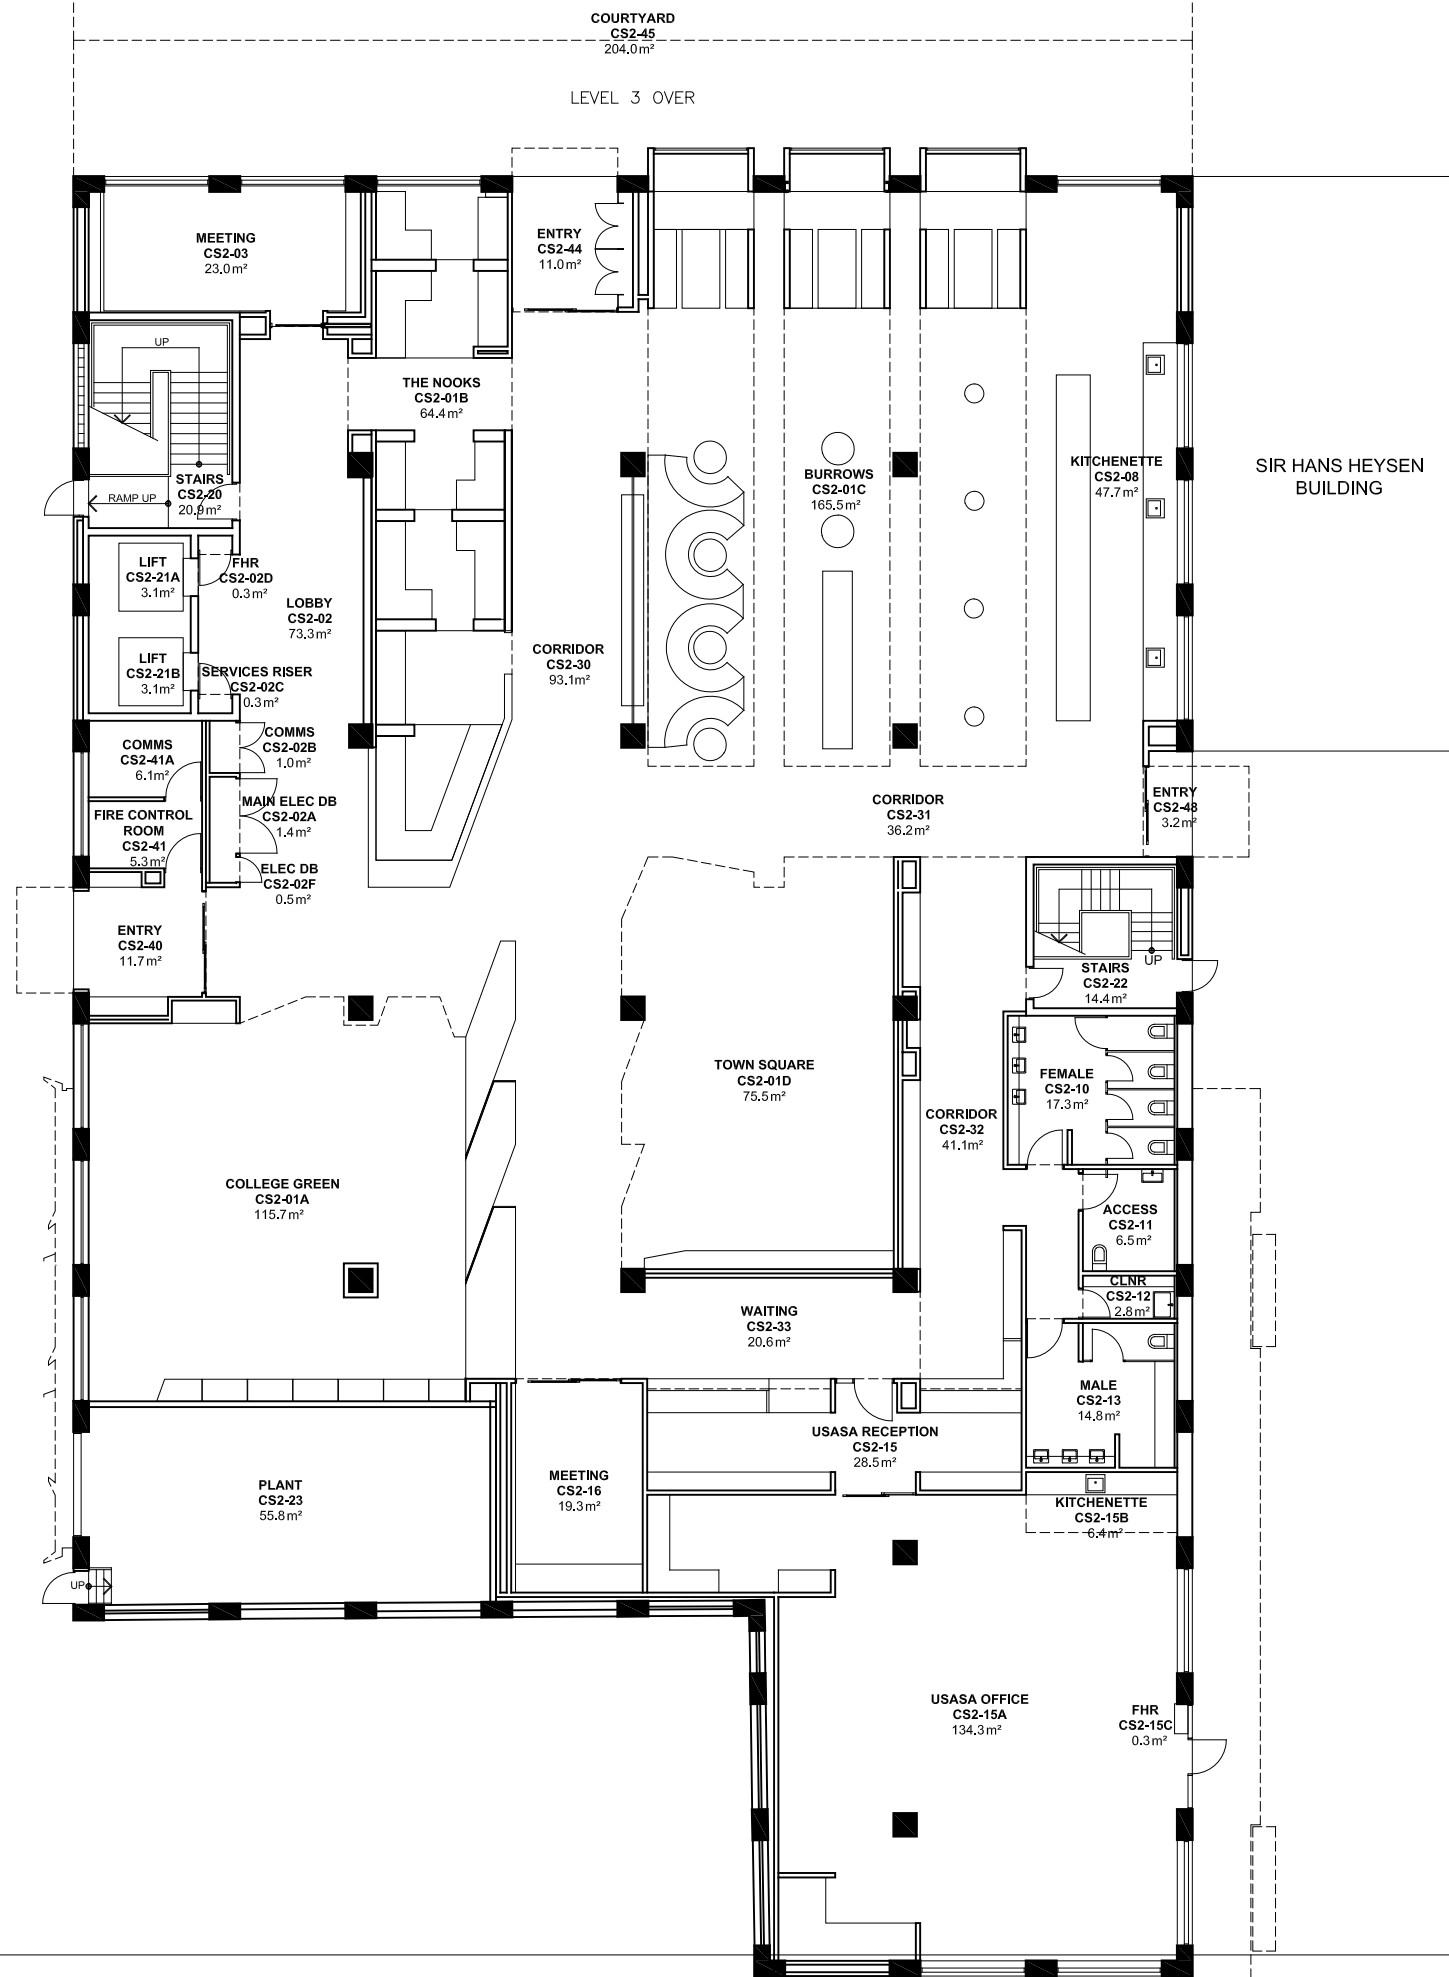 COURTYARD
CS2-45
204.0m²
LEVEL 3 OVER
MEETING
CS2-03
23.0m²
ENTRY
CS2-44
11.0m²
UP
THE NOOKS
CS2-01B
64.4m²
STAIRS
CS2-20
20.9m²
RAMP UP
BURROWS
CS2-01C
165.5m²
KITCHENETTE
CS2-08
47.7m²
SIR HANS HEYSEN
BUILDING
LIFT
CS2-21A
3.1m²
FHR
CS2-02D
0.3m²
LOBBY
CS2-02
73.3m²
LIFT
CS2-21B
3.1m²
SERVICES RISER
CS2-02C
0.3m²
CORRIDOR
CS2-30
93.1m²
COMMS
CS2-41A
6.1m²
COMMS
CS2-02B
1.0m²
MAIN ELEC DB
CS2-02A
1.4m²
FIRE CONTROL
ROOM
CS2-41
5.3m²
ELEC DB
CS2-02F
0.5m²
CORRIDOR
CS2-31
36.2m²
ENTRY
CS2-48
3.2m²
ENTRY
CS2-40
11.7m²
UP
STAIRS
CS2-22
14.4m²
TOWN SQUARE
CS2-01D
75.5m²
FEMALE
CS2-10
17.3m²
CORRIDOR
CS2-32
41.1m²
COLLEGE GREEN
CS2-01A
115.7m²
ACCESS
CS2-11
6.5m²
CLNR
CS2-12
2.8m²
WAITING
CS2-33
20.6m²
MALE
CS2-13
14.8m²
USASA RECEPTION
CS2-15
28.5m²
PLANT
CS2-23
55.8m²
MEETING
CS2-16
19.3m²
KITCHENETTE
CS2-15B
6.4m²
UP
USASA OFFICE
CS2-15A
134.3m²
FHR
CS2-15C
0.3m²